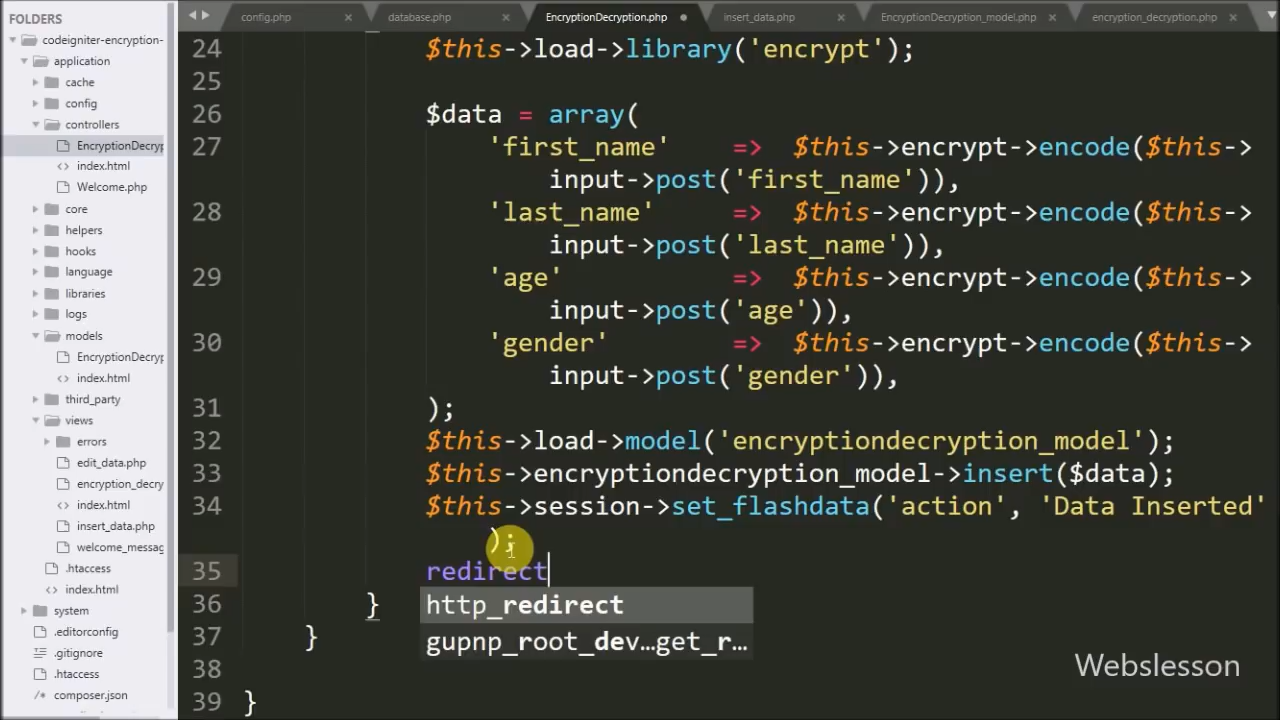 FOLDERS
codeigniter-encryption-
application
cache
config
controllers
EncryptionDecryp
index.html
Welcome.php
core
helpers
hooks
language
libraries
logs
models
EncryptionDecryp
index.html
third_party
views
errors
edit_data.php
encryption_decry
index.html
insert_data.php
welcome_messag
.htaccess
index.html
system
.editorconfig
.gitignore
.htaccess
composer.json
config.php × database.php × EncryptionDecryption.php insert_data.php × EncryptionDecryption_model.php × encryption_decryption.php ×
24 $this->load->library('encrypt');
25
26 $data = array(
27 'first_name' => $this->encrypt->encode($this->
input->post('first_name')),
28 'last_name' => $this->encrypt->encode($this->
input->post('last_name')),
29 'age' => $this->encrypt->encode($this->
input->post('age')),
30 'gender' => $this->encrypt->encode($this->
input->post('gender')),
31 );
32 $this->load->model('encryptiondecryption_model');
33 $this->encryptiondecryption_model->insert($data);
34 $this->session->set_flashdata('action', 'Data Inserted'
);
35 redirect
36 }
http_redirect
37 }
gupnp_root_dev…get_r…
38
39 }
Webslesson